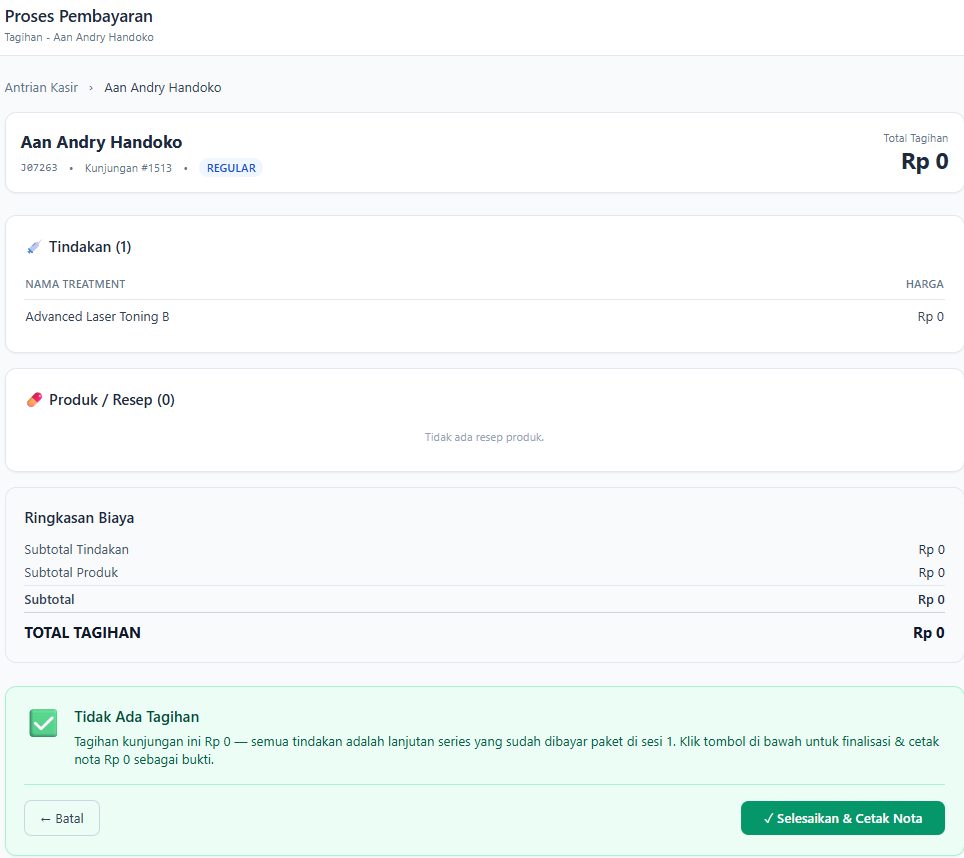 Proses Pembayaran
Tagihan - Aan Andry Handoko
Antrian Kasir › Aan Andry Handoko
Aan Andry Handoko
J07263 • Kunjungan #1513 • REGULAR
Total Tagihan
Rp 0
Tindakan (1)
NAMA TREATMENT HARGA
Advanced Laser Toning B Rp 0
Produk / Resep (0)
Tidak ada resep produk.
Ringkasan Biaya
Subtotal Tindakan Rp 0
Subtotal Produk Rp 0
Subtotal Rp 0
TOTAL TAGIHAN Rp 0
Tidak Ada Tagihan
Tagihan kunjungan ini Rp 0 — semua tindakan adalah lanjutan series yang sudah dibayar paket di sesi 1. Klik tombol di bawah untuk finalisasi & cetak
nota Rp 0 sebagai bukti.
← Batal ✓ Selesaikan & Cetak Nota